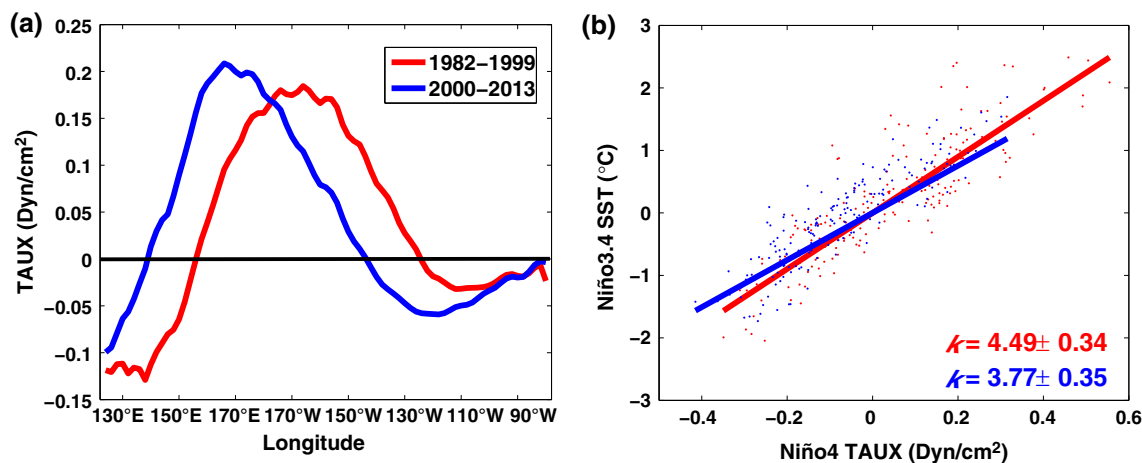 (a)
0.25
0.2
0.15
0.1
0.05
0
−0.05
−0.1
−0.15
TAUX (Dyn/cm²)
1982−1999
2000−2013
130°E 150°E 170°E 170°W 150°W 130°W 110°W 90°W
Longitude
(b)
3
2
1
0
−1
−2
−3
Niño3.4 SST (°C)
k = 4.49± 0.34
k = 3.77± 0.35
−0.4 −0.2 0 0.2 0.4 0.6
Niño4 TAUX (Dyn/cm²)